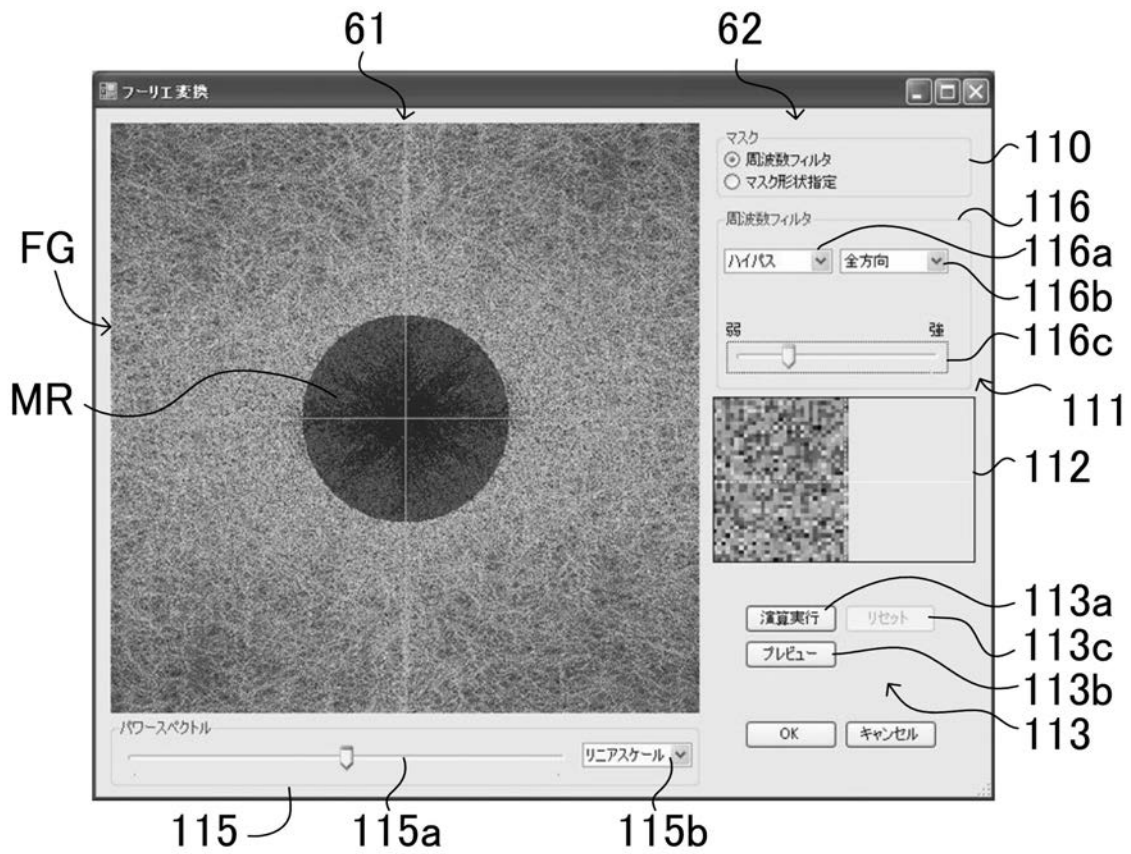 61
62
フーリエ変換
マスク
周波数フィルタ
マスク形状指定
110
周波数フィルタ
116
ハイパス
全方向
116a
116b
弱
強
116c
111
112
FG
MR
演算実行
リセット
113a
113c
プレビュー
113b
113
OK
キャンセル
パワースペクトル
リニアスケール
115
115a
115b